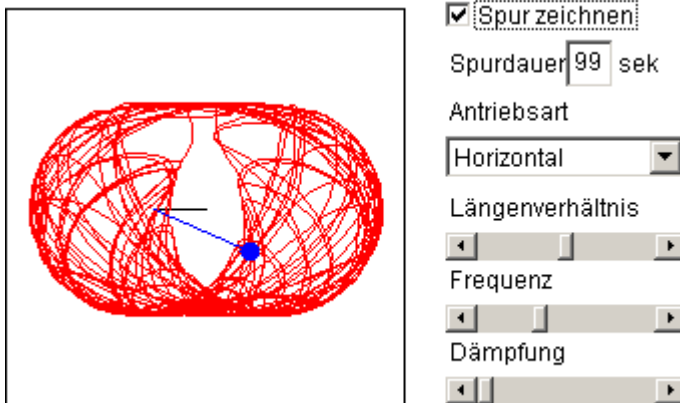 Spur zeichnen
Spurdauer 99 sek
Antriebsart
Horizontal
Längenverhältnis
Frequenz
Dämpfung